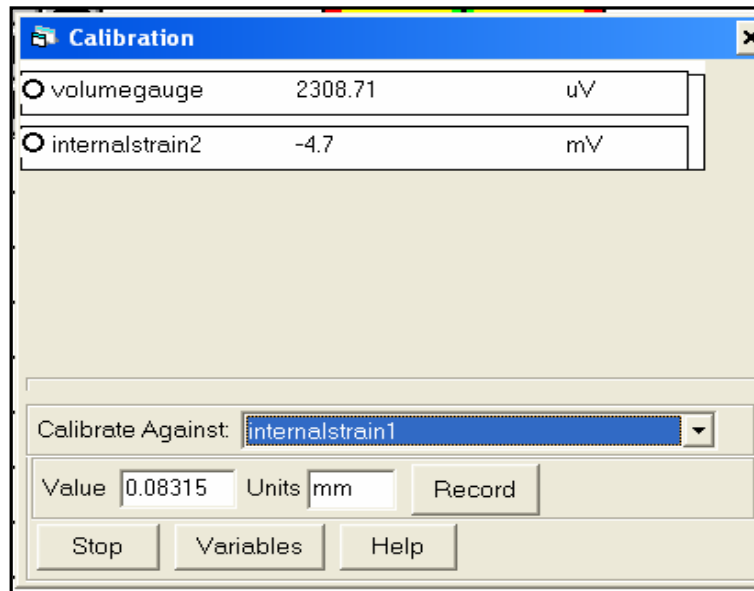 Calibration
volumegauge 2308.71 uV
internalstrain2 -4.7 mV
Calibrate Against: internalstrain1
Value 0.08315 Units mm Record
Stop Variables Help